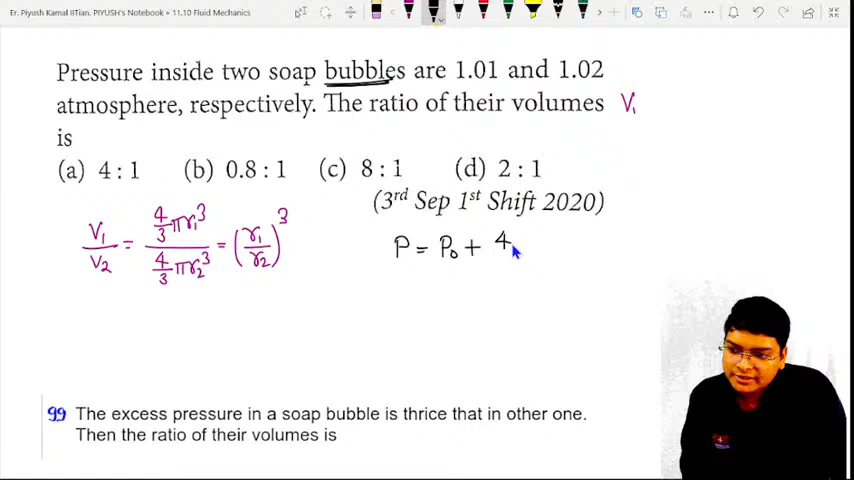 Er. Piyush Kamal IITian. PIYUSH's Notebook » 11.10 Fluid Mechanics
Pressure inside two soap bubbles are 1.01 and 1.02
atmosphere, respectively. The ratio of their volumes V₁
is
(a) 4 : 1 (b) 0.8 : 1 (c) 8 : 1 (d) 2 : 1
(3rd Sep 1st Shift 2020)
V₁/V₂ = (4/3 πr₁³)/(4/3 πr₂³) = (r₁/r₂)³
P = P₀ + 4
99 The excess pressure in a soap bubble is thrice that in other one.
Then the ratio of their volumes is